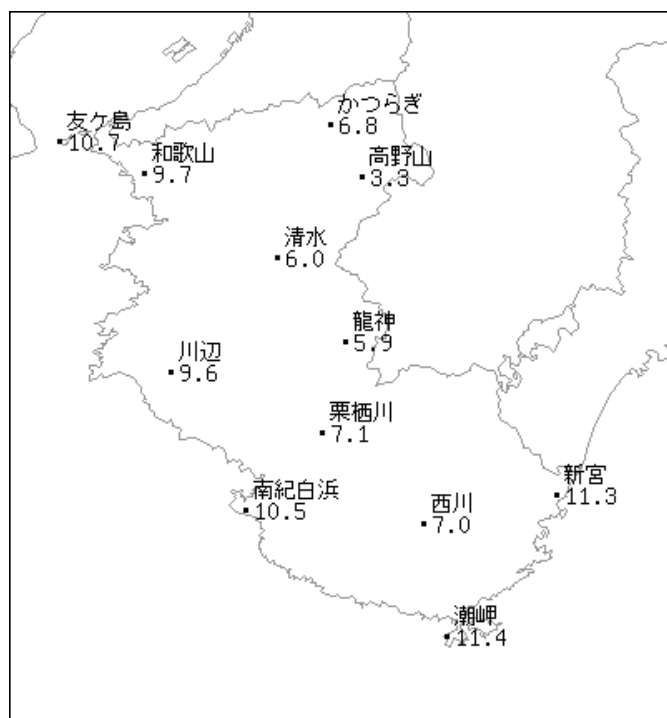 かつらぎ
6.8
友ケ島
10.7
和歌山
9.7
高野山
3.3
清水
6.0
龍神
5.9
川辺
9.6
栗栖川
7.1
新宮
11.3
南紀白浜
10.5
西川
7.0
潮岬
11.4